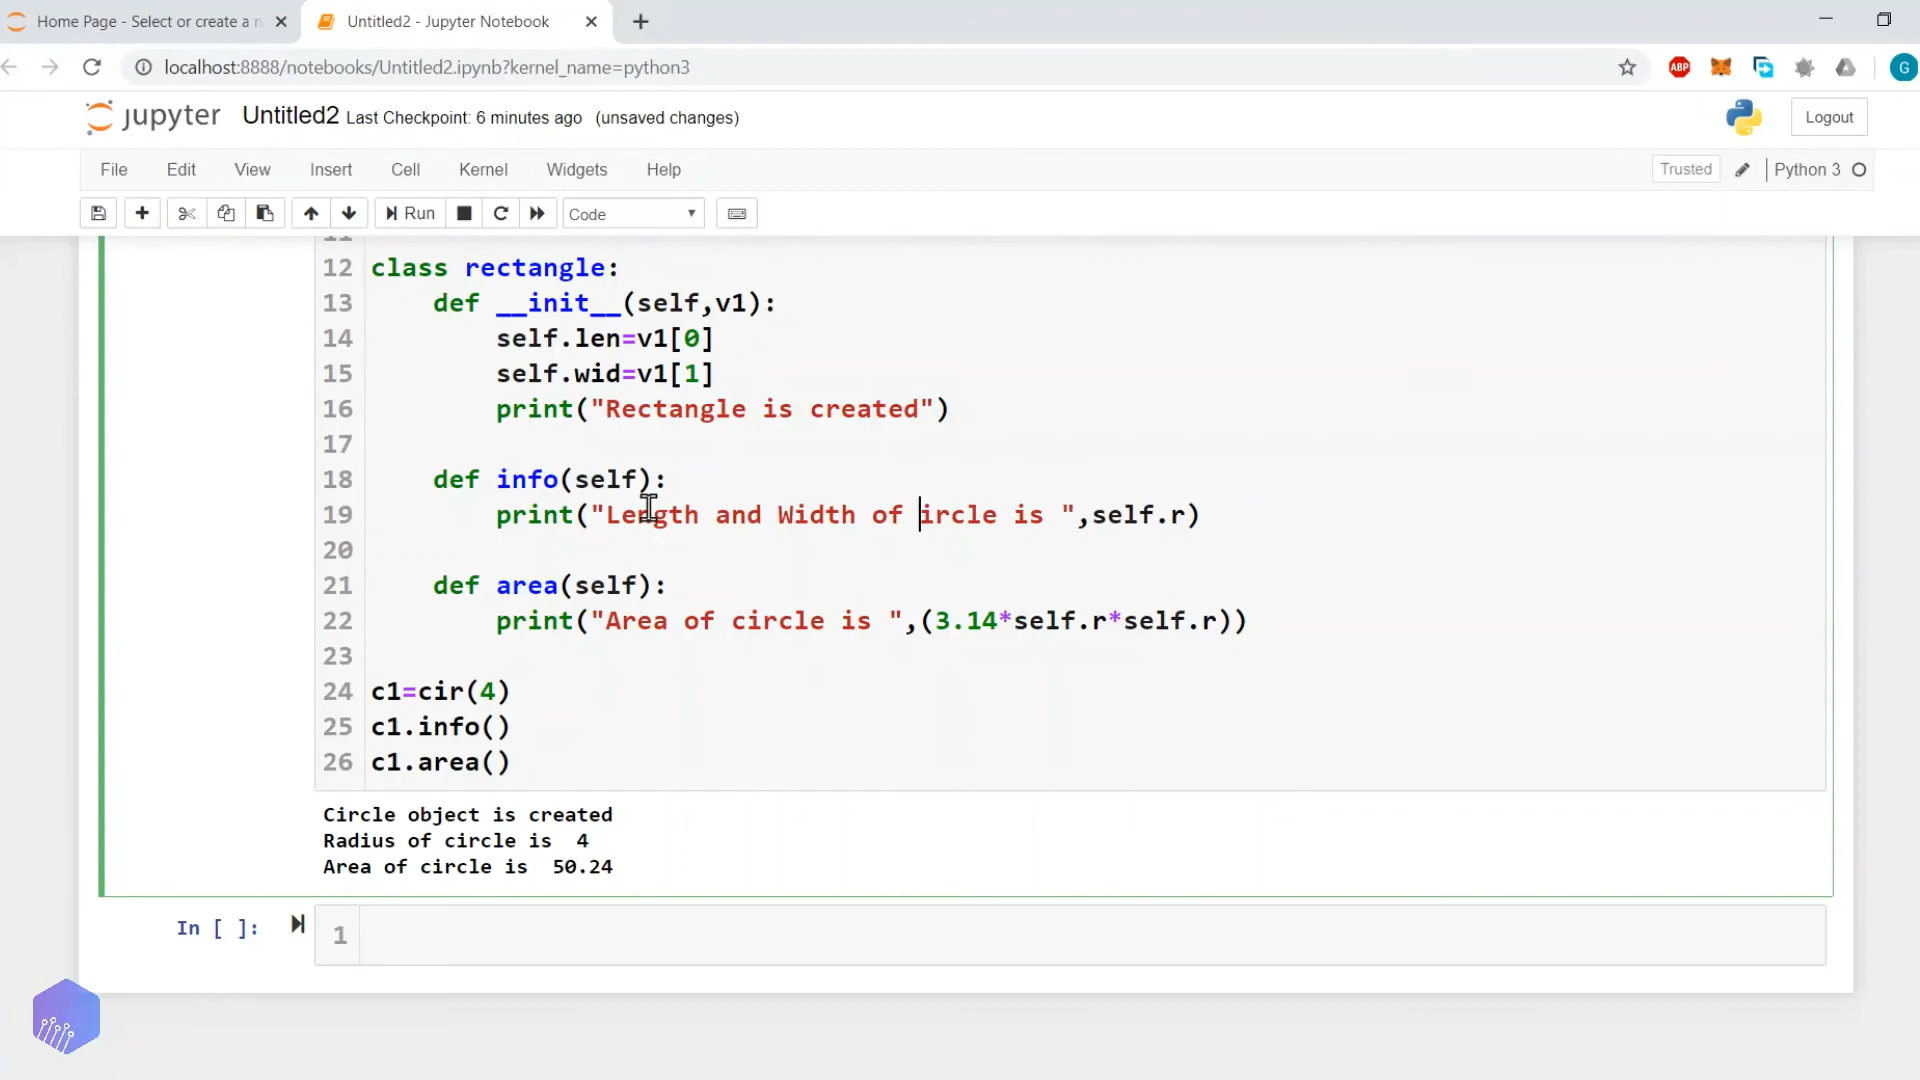 Home Page - Select or create a n
Untitled2 - Jupyter Notebook
localhost:8888/notebooks/Untitled2.ipynb?kernel_name=python3
ABP
G
jupyter Untitled2 Last Checkpoint: 6 minutes ago (unsaved changes)
Logout
File Edit View Insert Cell Kernel Widgets Help
Trusted Python 3
Run Code
11
12 class rectangle:
13     def __init__(self,v1):
14         self.len=v1[0]
15         self.wid=v1[1]
16         print("Rectangle is created")
17
18     def info(self):
19         print("Length and Width of ircle is ",self.r)
20
21     def area(self):
22         print("Area of circle is ",(3.14*self.r*self.r))
23
24 c1=cir(4)
25 c1.info()
26 c1.area()
Circle object is created
Radius of circle is  4
Area of circle is  50.24
In [ ]: 1